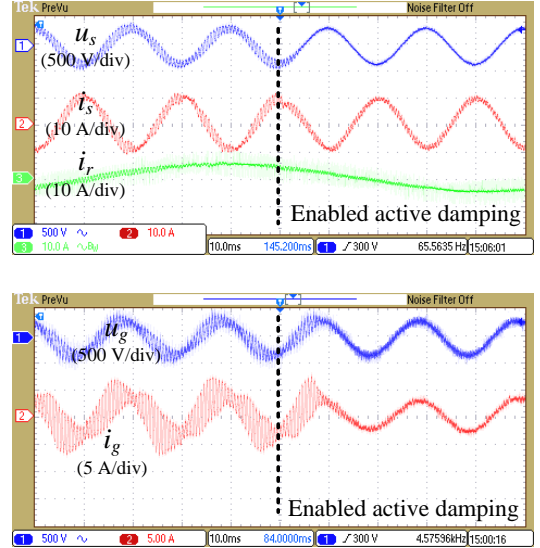 Tek PreVu Noise Filter Off
u_s
(500 V/div)
i_s
(10 A/div)
i_r
(10 A/div)
Enabled active damping
1 500 V 2 10.0 A
3 10.0 A 10.0ms 145.200ms 1 300 V 65.5635 Hz 15:06:01
Tek PreVu Noise Filter Off
u_g
(500 V/div)
i_g
(5 A/div)
Enabled active damping
1 500 V 2 5.00 A 10.0ms 84.0000ms 1 300 V 4.57596kHz 15:00:16